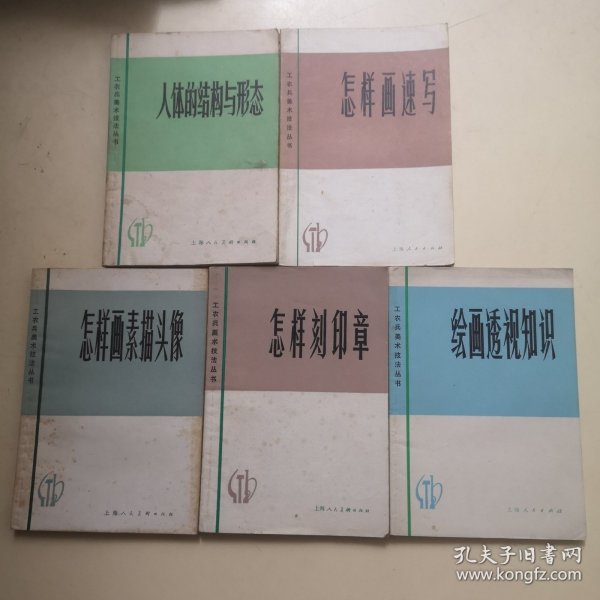 工农兵美术技法丛书
人体的结构与形态
上海人民美术出版社
工农兵美术技法丛书
怎样画速写
上海人民美术出版社
工农兵美术技法丛书
怎样画素描头像
上海人民美术出版社
工农兵美术技法丛书
怎样刻印章
上海人民美术出版社
工农兵美术技法丛书
绘画透视知识
上海人民美术出版社
孔夫子旧书网
www.kongfz.com